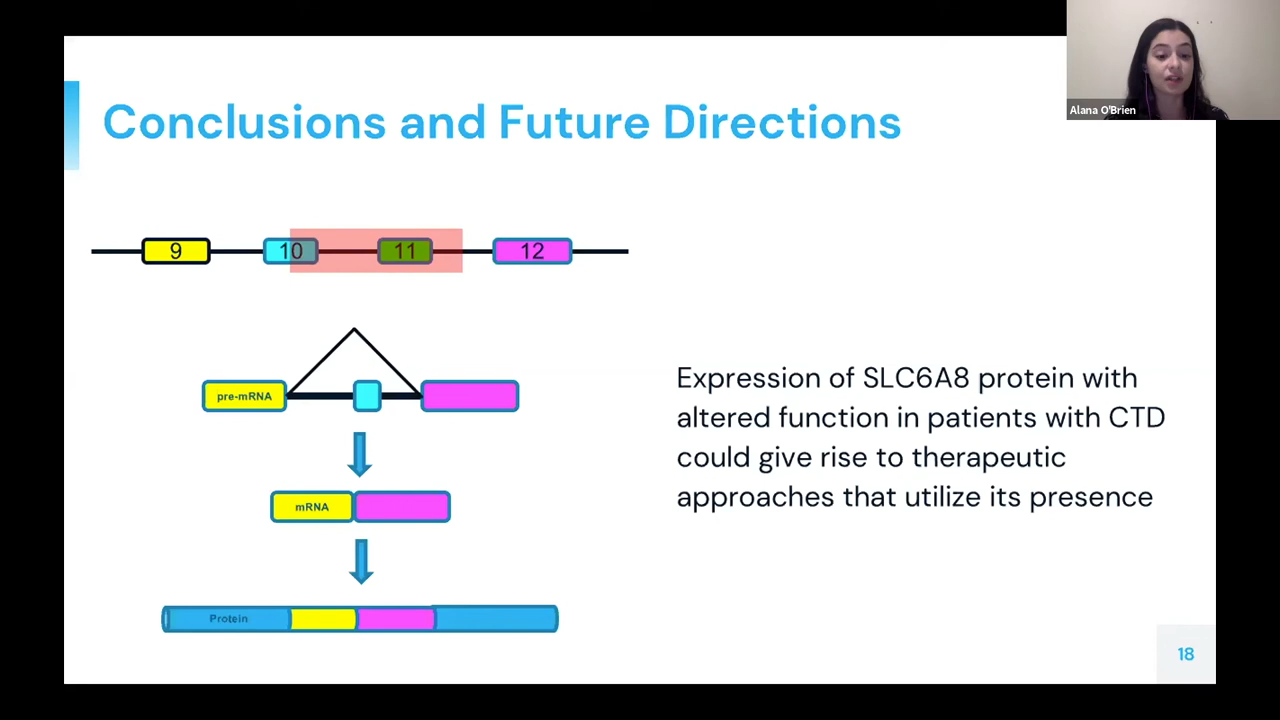 Alana O'Brien
Conclusions and Future Directions
9 10 11 12
pre-mRNA
mRNA
Protein
Expression of SLC6A8 protein with
altered function in patients with CTD
could give rise to therapeutic
approaches that utilize its presence
18